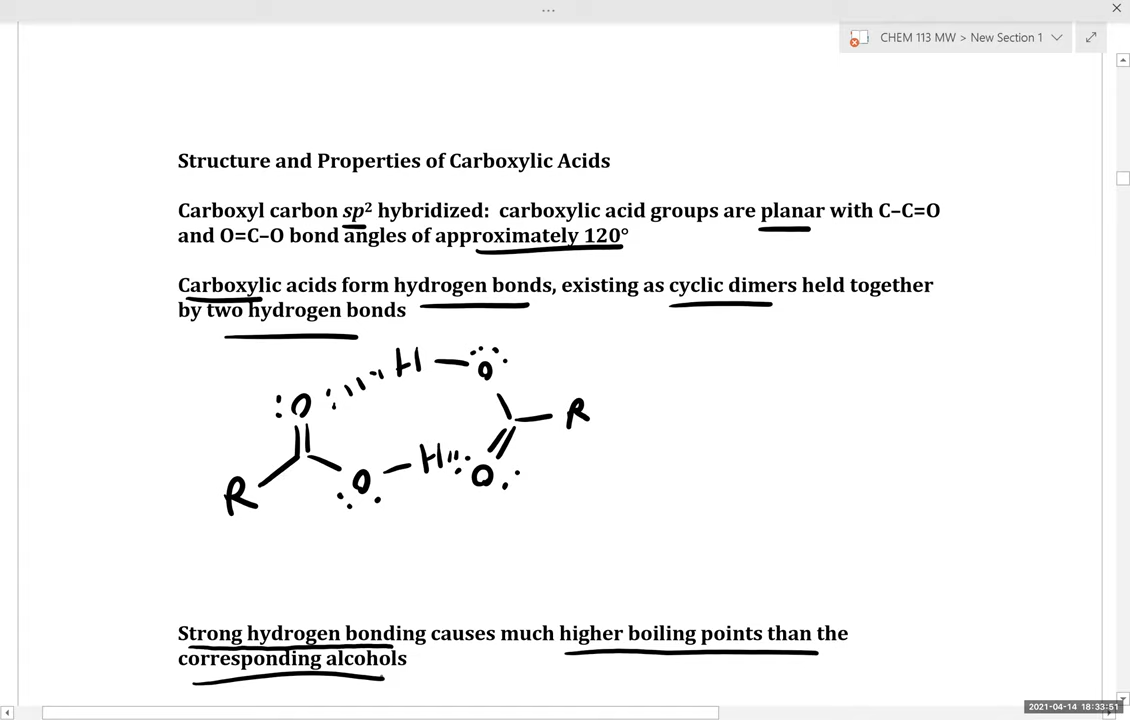 ...
CHEM 113 MW > New Section 1
Structure and Properties of Carboxylic Acids
Carboxyl carbon sp² hybridized: carboxylic acid groups are planar with C–C=O
and O=C–O bond angles of approximately 120°
Carboxylic acids form hydrogen bonds, existing as cyclic dimers held together
by two hydrogen bonds
H O
O
R
H O
O
R
Strong hydrogen bonding causes much higher boiling points than the
corresponding alcohols
2021-04-14 18:33:51